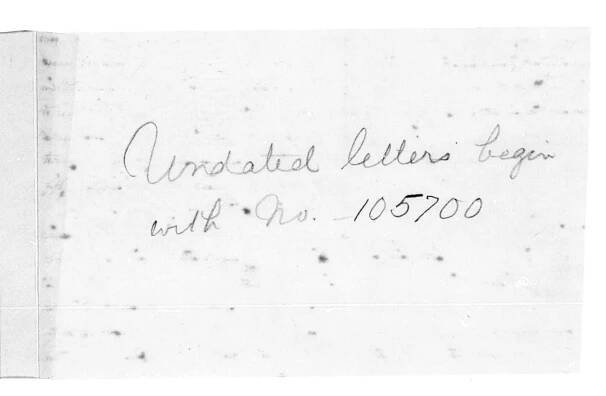 Undated letters begin
with No. 105700